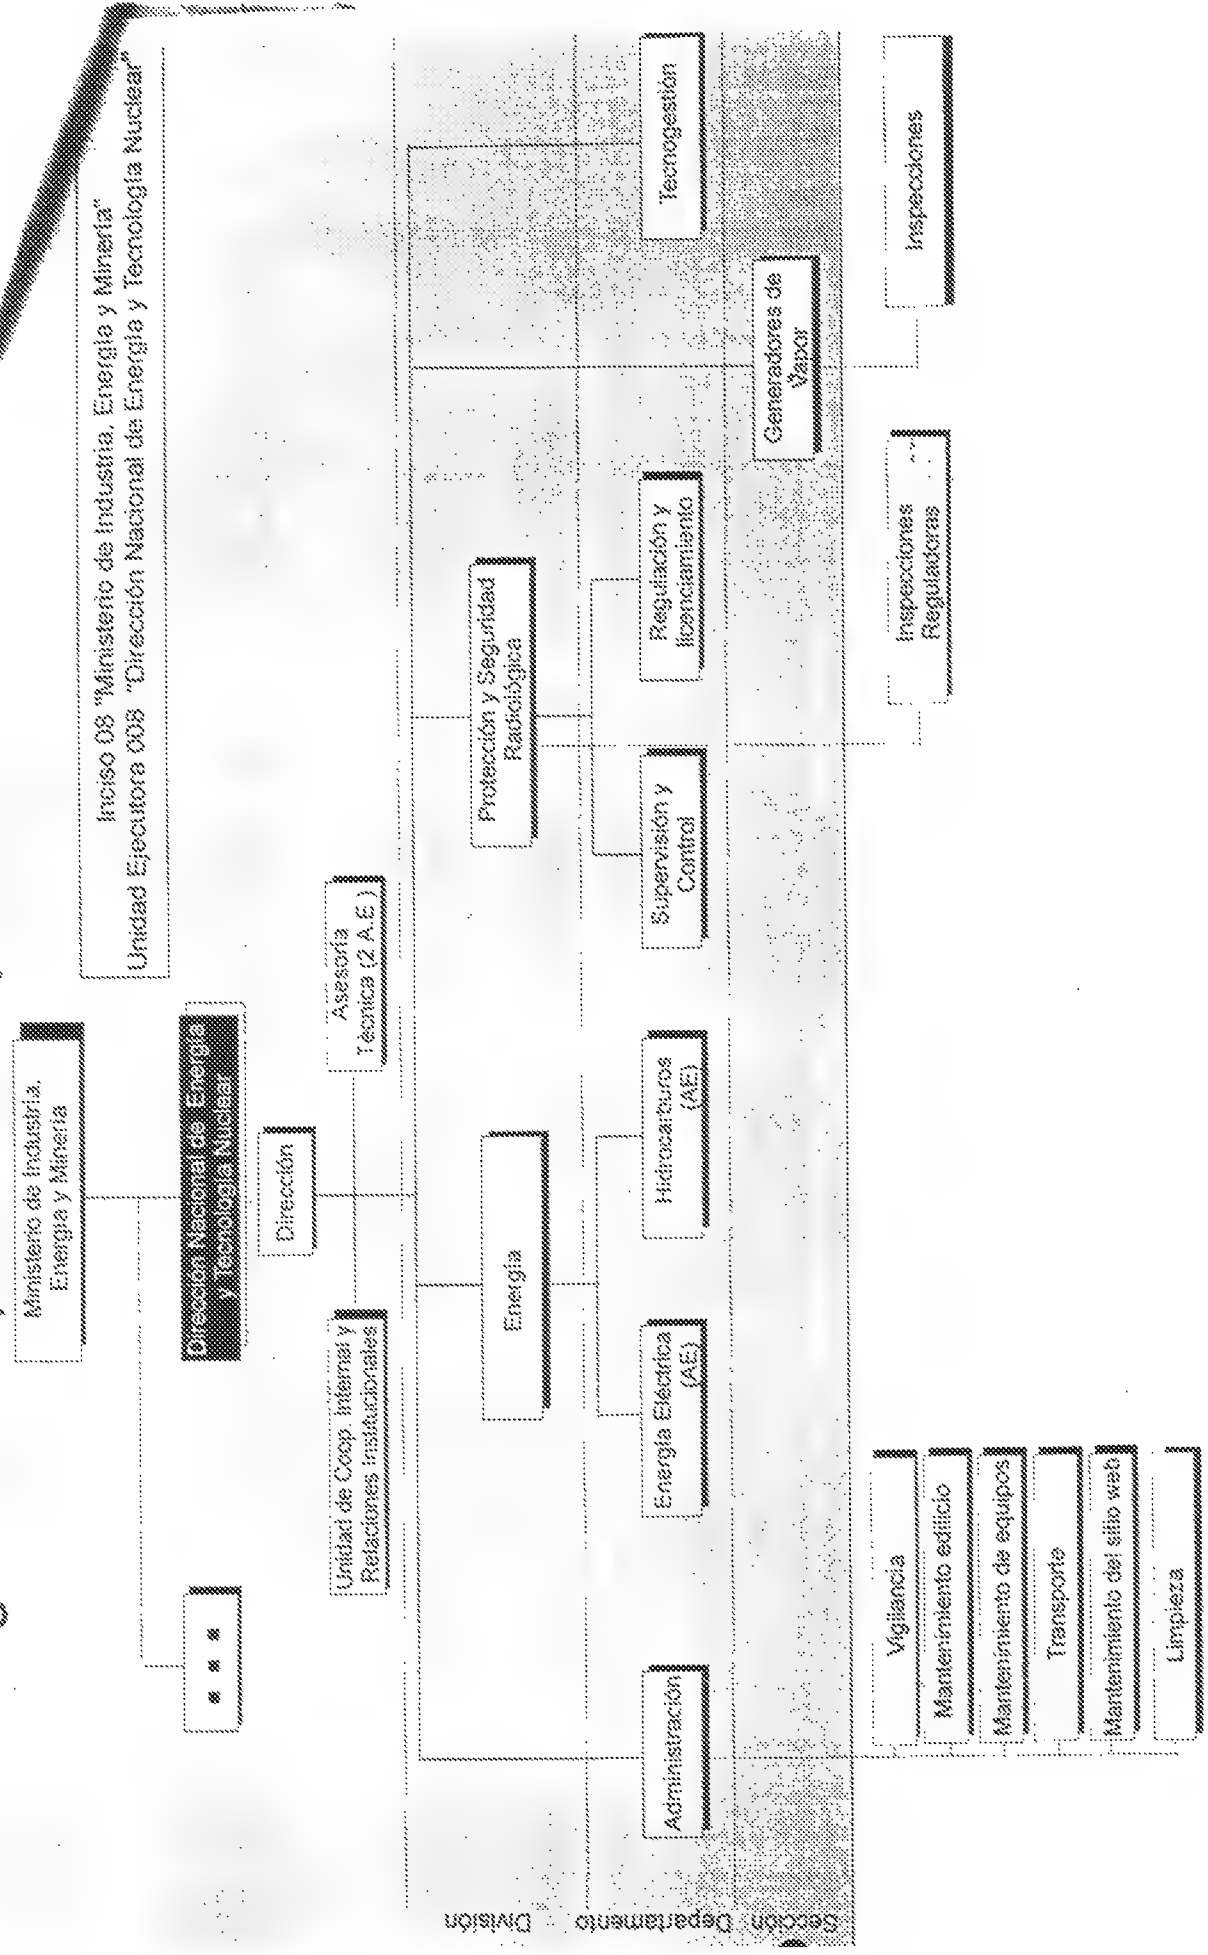 Inciso 08 "Ministerio de Industria, Energía y Minería"
Unidad Ejecutora 008 "Dirección Nacional de Energía y Tecnología Nuclear"
Ministerio de Industria,
Energía y Minería
Dirección Nacional de Energía
y Tecnología Nuclear
Dirección
Unidad de Coop. Internal y
Relaciones Institucionales
Asesoría
Técnica (2 A.E )
División
Energía
Protección y Seguridad
Radiológica
Departamento
Administración
Energía Eléctrica
(AE)
Hidrocarburos
(AE)
Supervisión y
Control
Regulación y
licenciamiento
Tecnogestión
Sección
Generadores de
Vapor
Vigilancia
Mantenimiento edilicio
Mantenimiento de equipos
Transporte
Mantenimiento del sitio web
Limpieza
Inspecciones
Reguladoras
Inspecciones